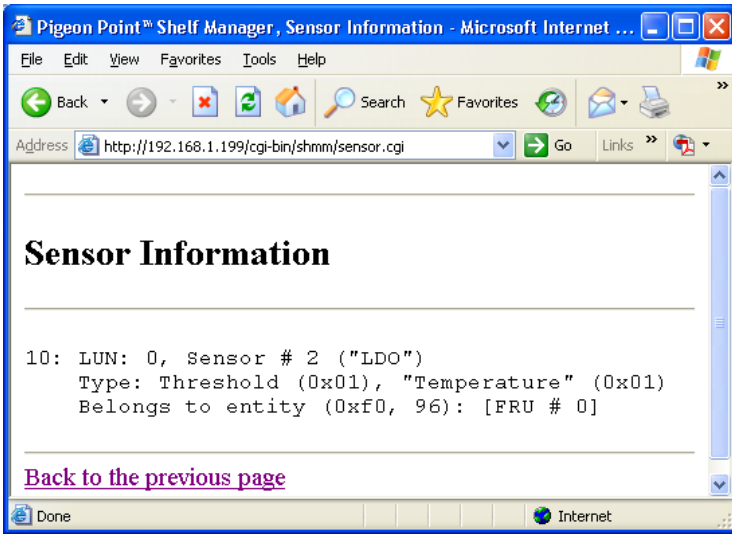 Pigeon Point™ Shelf Manager, Sensor Information - Microsoft Internet ...
File Edit View Favorites Tools Help
Back Search Favorites »
Address http://192.168.1.199/cgi-bin/shmm/sensor.cgi Go Links »
Sensor Information
10: LUN: 0, Sensor # 2 ("LDO")
Type: Threshold (0x01), "Temperature" (0x01)
Belongs to entity (0xf0, 96): [FRU # 0]
Back to the previous page
Done Internet